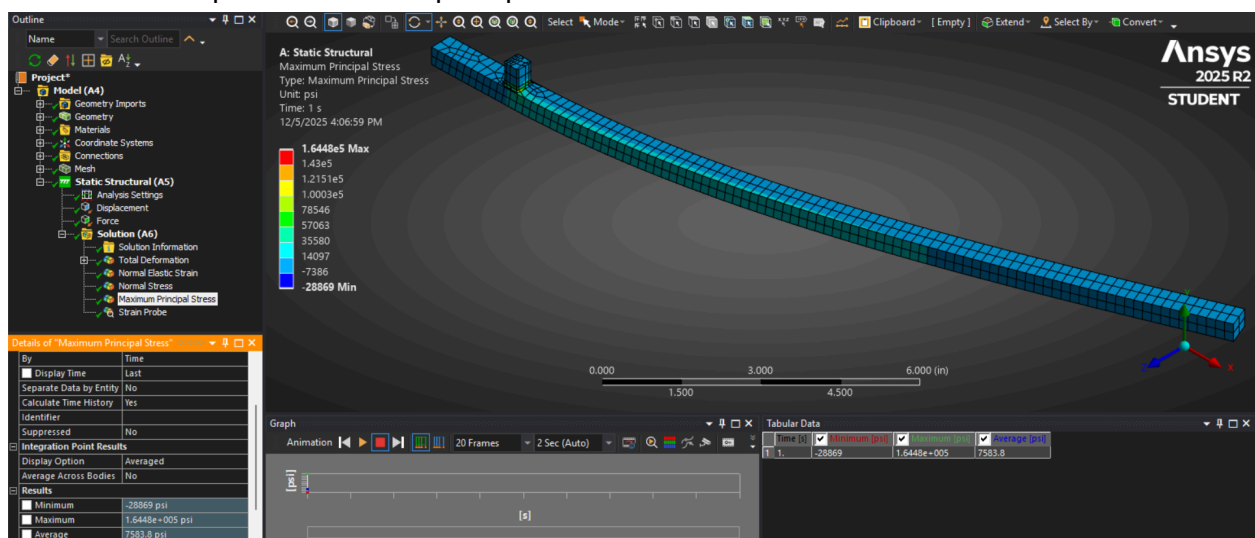 Outline
Name Search Outline
Project*
Model (A4)
Geometry Imports
Geometry
Materials
Coordinate Systems
Connections
Mesh
Static Structural (A5)
Analysis Settings
Displacement
Force
Solution (A6)
Solution Information
Total Deformation
Normal Elastic Strain
Normal Stress
Maximum Principal Stress
Strain Probe
Details of "Maximum Principal Stress"
By Time
Display Time Last
Separate Data by Entity No
Calculate Time History Yes
Identifier
Suppressed No
Integration Point Results
Display Option Averaged
Average Across Bodies No
Results
Minimum -28869 psi
Maximum 1.6448e+005 psi
Average 7583.8 psi
Select Mode Clipboard [ Empty ] Extend Select By Convert
A: Static Structural
Maximum Principal Stress
Type: Maximum Principal Stress
Unit: psi
Time: 1 s
12/5/2025 4:06:59 PM
1.6448e5 Max
1.43e5
1.2151e5
1.0003e5
78546
57063
35580
14097
-7386
-28869 Min
Ansys
2025 R2
STUDENT
Y
Z
X
0.000 3.000 6.000 (in)
1.500 4.500
Graph
Animation 20 Frames 2 Sec (Auto)
[psi]
[s]
Tabular Data
Time [s] Minimum [psi] Maximum [psi] Average [psi]
1 1. -28869 1.6448e+005 7583.8